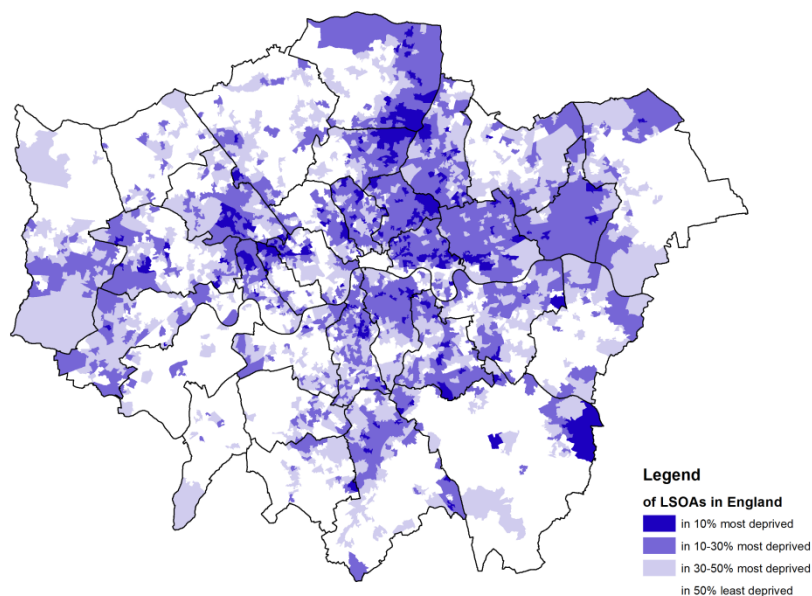 Legend
of LSOAs in England
in 10% most deprived
in 10-30% most deprived
in 30-50% most deprived
in 50% least deprived